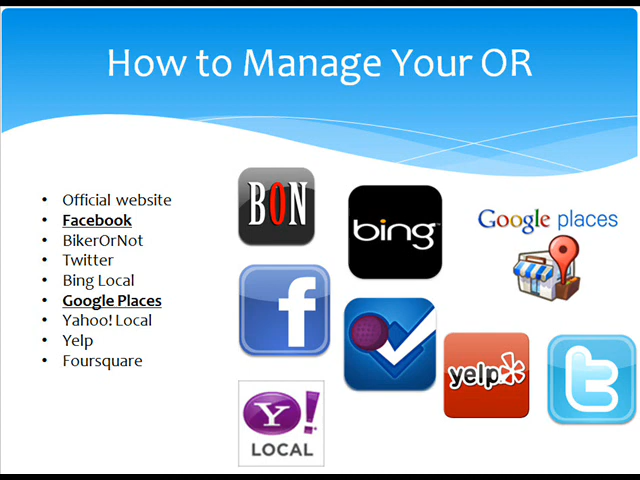 How to Manage Your OR
• Official website
• Facebook
• BikerOrNot
• Twitter
• Bing Local
• Google Places
• Yahoo! Local
• Yelp
• Foursquare
BON
bing™
Google places
f
yelp
t
Y!
LOCAL